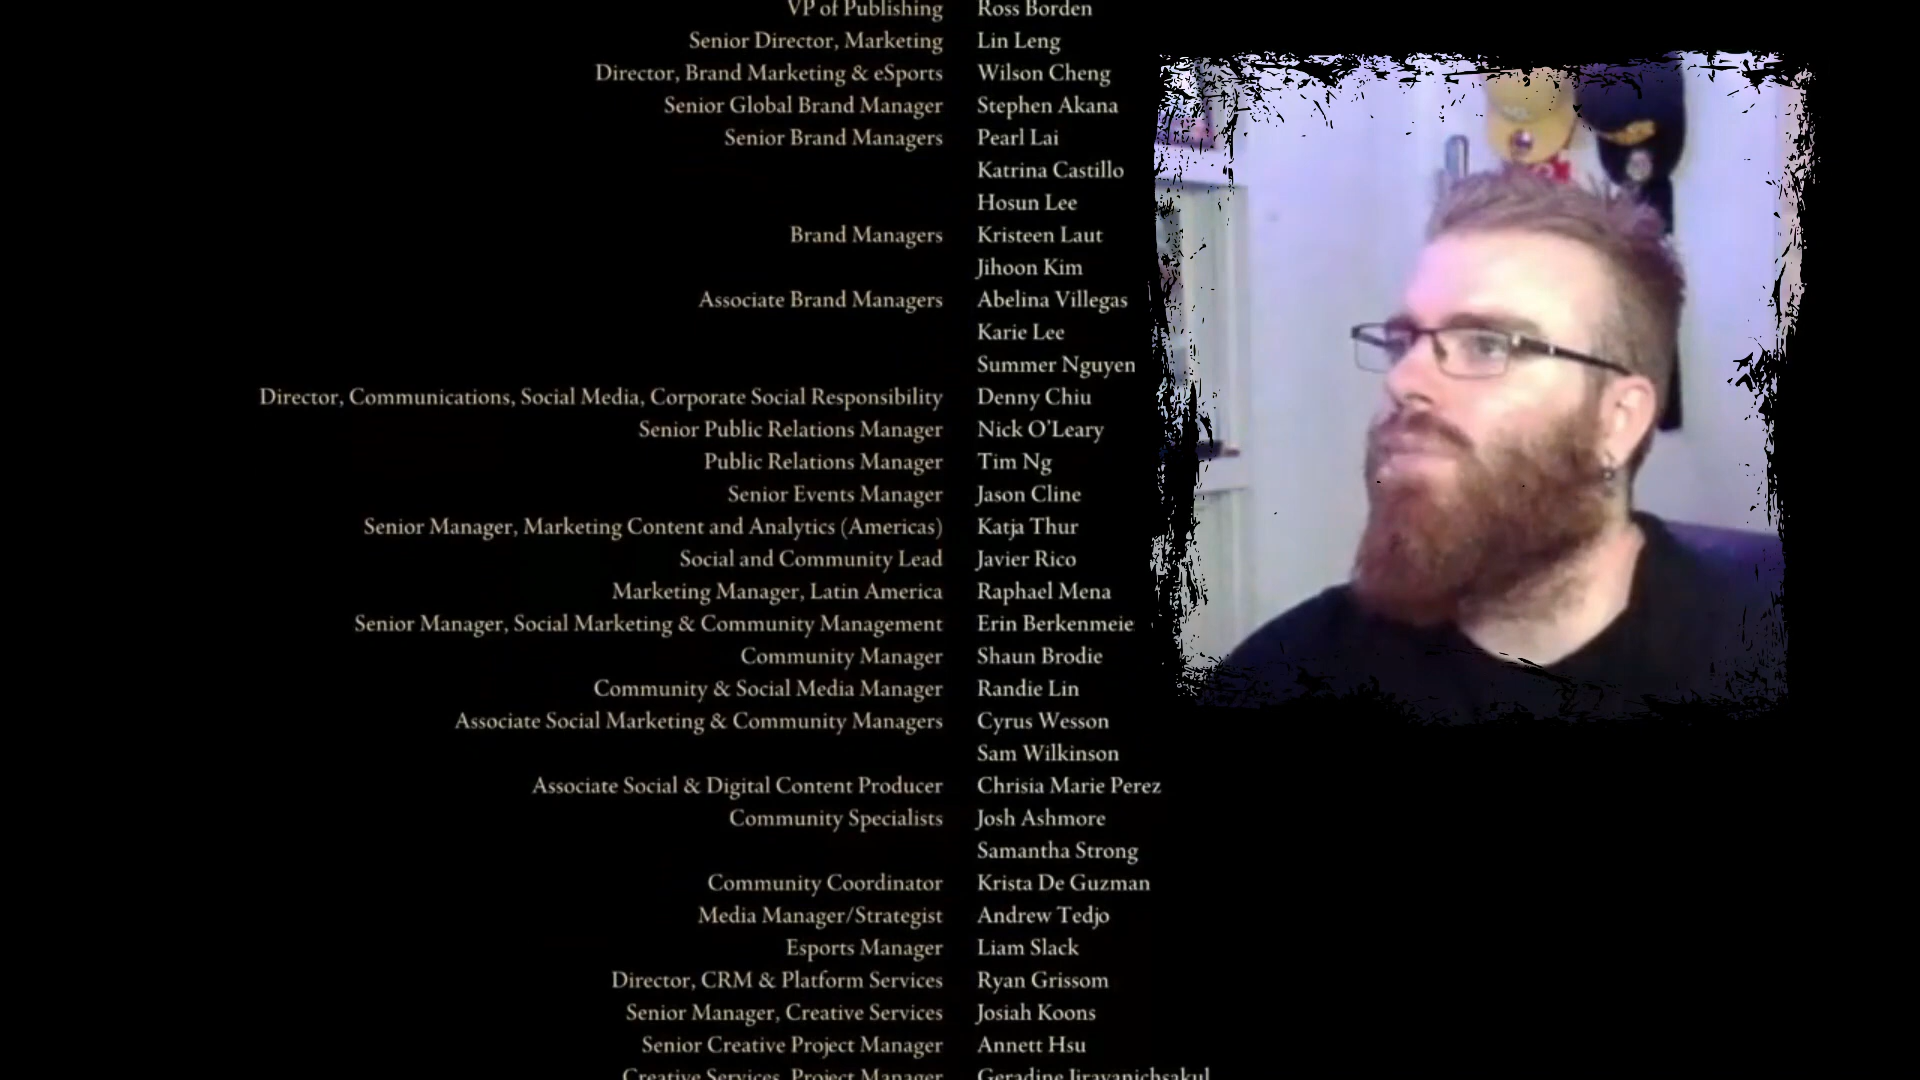 VP of Publishing Ross Borden
Senior Director, Marketing Lin Leng
Director, Brand Marketing & eSports Wilson Cheng
Senior Global Brand Manager Stephen Akana
Senior Brand Managers Pearl Lai
Katrina Castillo
Hosun Lee
Brand Managers Kristeen Laut
Jihoon Kim
Associate Brand Managers Abelina Villegas
Karie Lee
Summer Nguyen
Director, Communications, Social Media, Corporate Social Responsibility Denny Chiu
Senior Public Relations Manager Nick O'Leary
Public Relations Manager Tim Ng
Senior Events Manager Jason Cline
Senior Manager, Marketing Content and Analytics (Americas) Katja Thur
Social and Community Lead Javier Rico
Marketing Manager, Latin America Raphael Mena
Senior Manager, Social Marketing & Community Management Erin Berkenmeie
Community Manager Shaun Brodie
Community & Social Media Manager Randie Lin
Associate Social Marketing & Community Managers Cyrus Wesson
Sam Wilkinson
Associate Social & Digital Content Producer Chrisia Marie Perez
Community Specialists Josh Ashmore
Samantha Strong
Community Coordinator Krista De Guzman
Media Manager/Strategist Andrew Tedjo
Esports Manager Liam Slack
Director, CRM & Platform Services Ryan Grissom
Senior Manager, Creative Services Josiah Koons
Senior Creative Project Manager Annett Hsu
Creative Services, Project Manager Geradine Jirayanichsakul